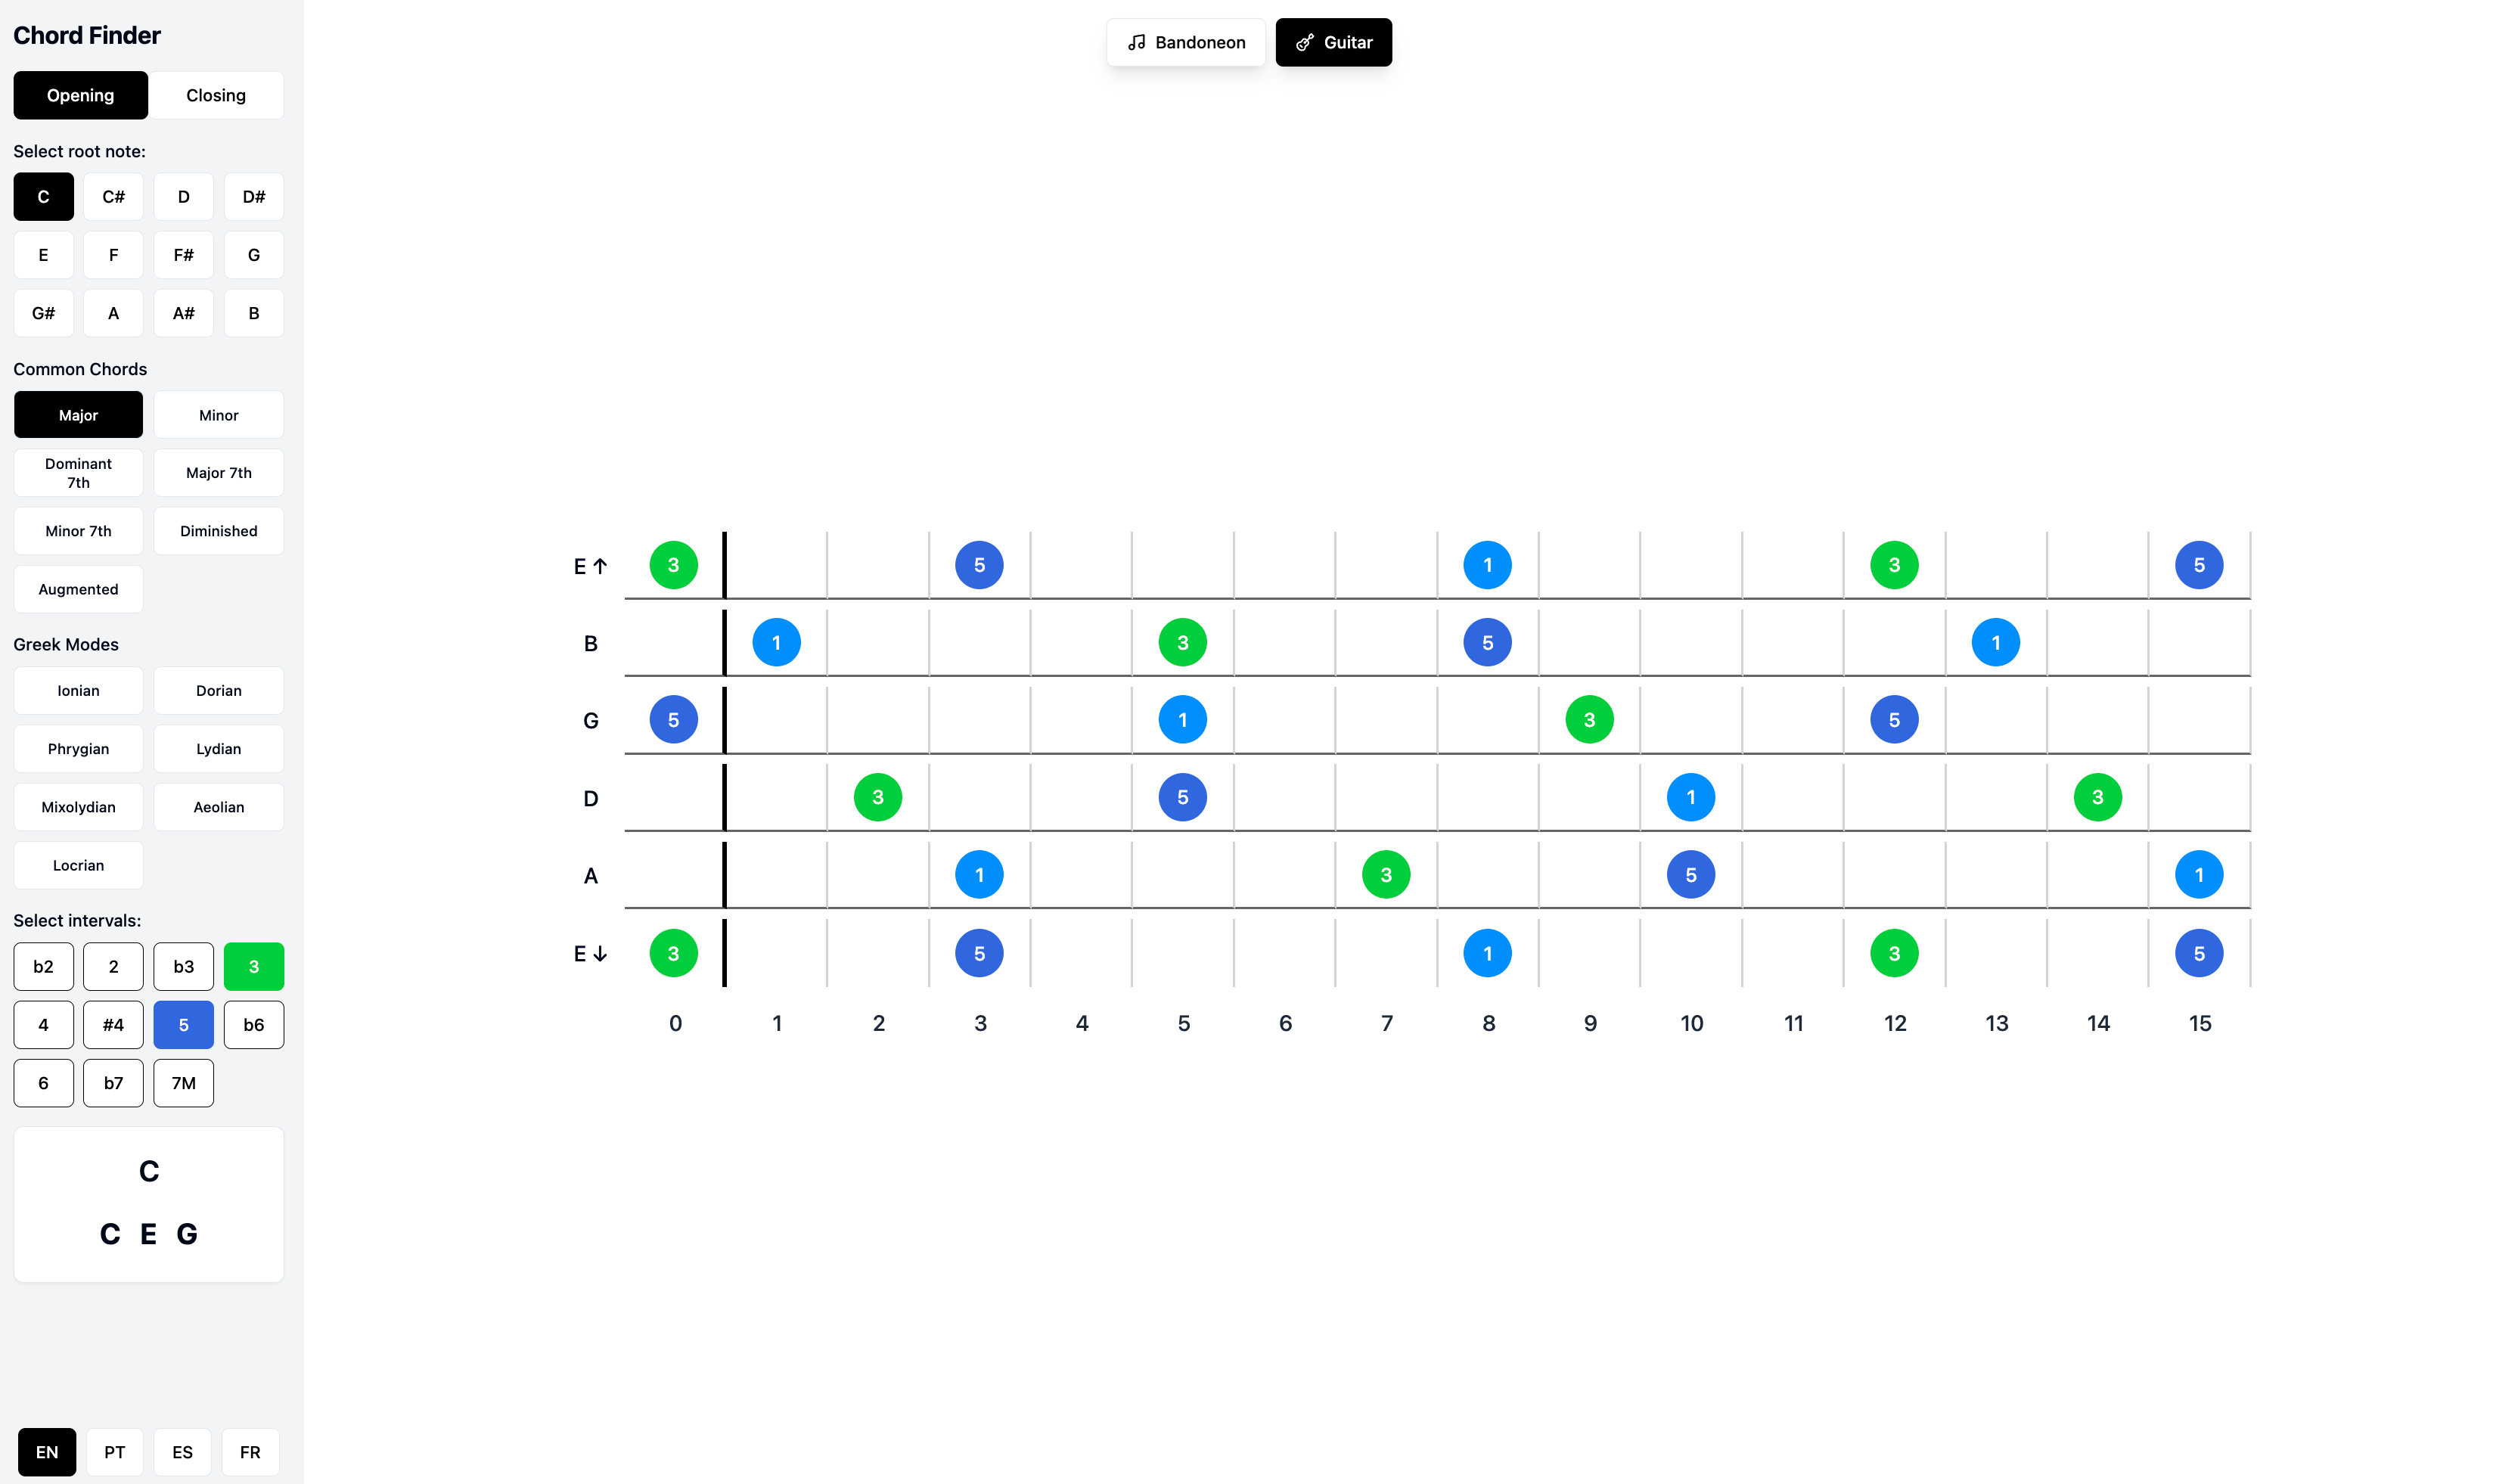 Chord Finder
Opening Closing
Select root note:
C C# D D#
E F F# G
G# A A# B
Common Chords
Major Minor
Dominant
7th
Major 7th
Minor 7th Diminished
Augmented
Greek Modes
Ionian Dorian
Phrygian Lydian
Mixolydian Aeolian
Locrian
Select intervals:
b2 2 b3 3
4 #4 5 b6
6 b7 7M
C
C E G
EN PT ES FR
Bandoneon Guitar
E ↑ 3 5 1 3 5
B 1 3 5 1
G 5 1 3 5
D 3 5 1 3
A 1 3 5 1
E ↓ 3 5 1 3 5
0 1 2 3 4 5 6 7 8 9 10 11 12 13 14 15